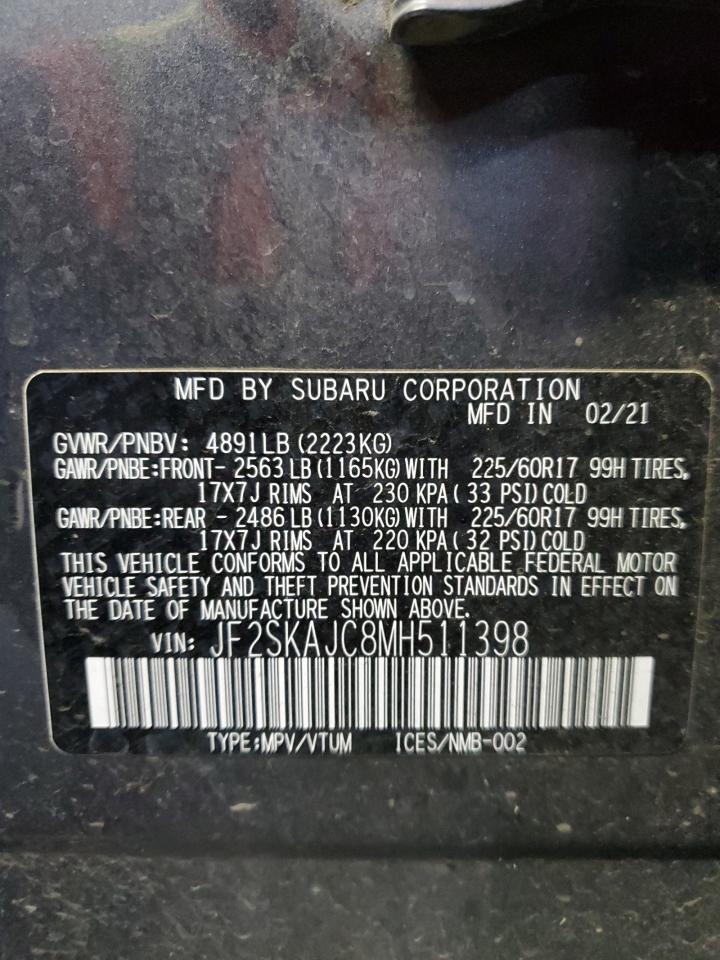 MFD BY SUBARU CORPORATION
MFD IN 02/21
GVWR/PNBV: 4891LB (2223KG)
GAWR/PNBE:FRONT- 2563LB (1165KG) WITH 225/60R17 99H TIRES,
17X7J RIMS AT 230 KPA( 33 PSI) COLD
GAWR/PNBE:REAR - 2486LB (1130KG) WITH 225/60R17 99H TIRES,
17X7J RIMS AT 220 KPA( 32 PSI) COLD
THIS VEHICLE CONFORMS TO ALL APPLICABLE FEDERAL MOTOR
VEHICLE SAFETY AND THEFT PREVENTION STANDARDS IN EFFECT ON
THE DATE OF MANUFACTURE SHOWN ABOVE.
VIN: JF2SKAJC8MH511398
TYPE:MPV/VTUM ICES/NMB-002